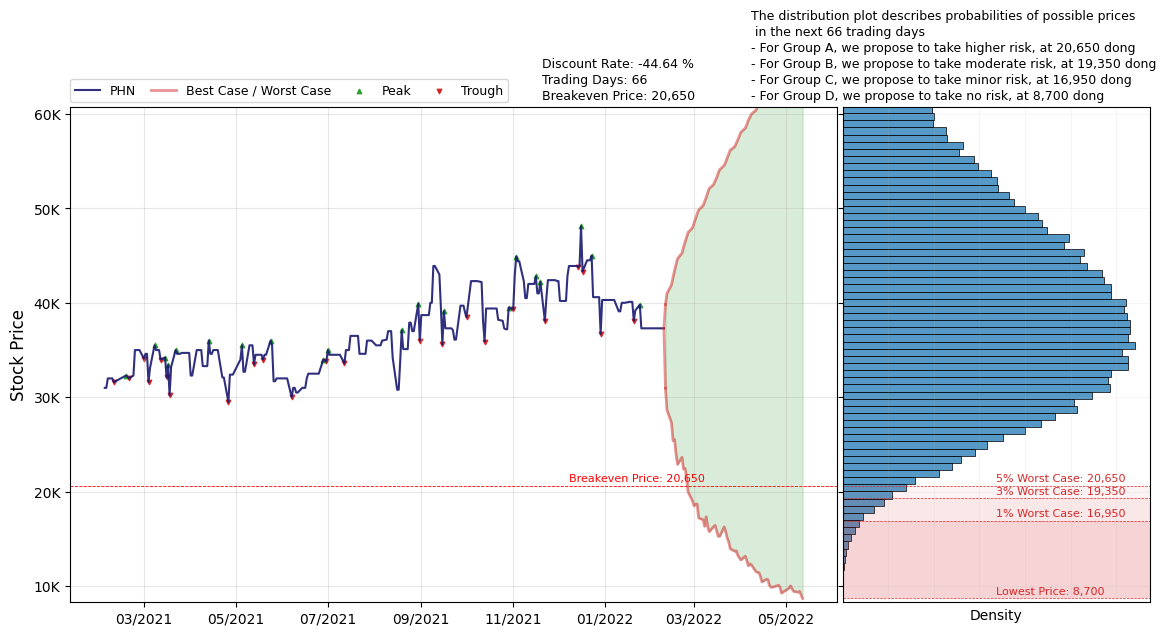 The distribution plot describes probabilities of possible prices
in the next 66 trading days
- For Group A, we propose to take higher risk, at 20,650 dong
- For Group B, we propose to take moderate risk, at 19,350 dong
- For Group C, we propose to take minor risk, at 16,950 dong
- For Group D, we propose to take no risk, at 8,700 dong
Discount Rate: -44.64 %
Trading Days: 66
Breakeven Price: 20,650
PHN
Best Case / Worst Case
Peak
Trough
Stock Price
60K
50K
40K
30K
20K
10K
Breakeven Price: 20,650
5% Worst Case: 20,650
3% Worst Case: 19,350
1% Worst Case: 16,950
Lowest Price: 8,700
03/2021
05/2021
07/2021
09/2021
11/2021
01/2022
03/2022
05/2022
Density